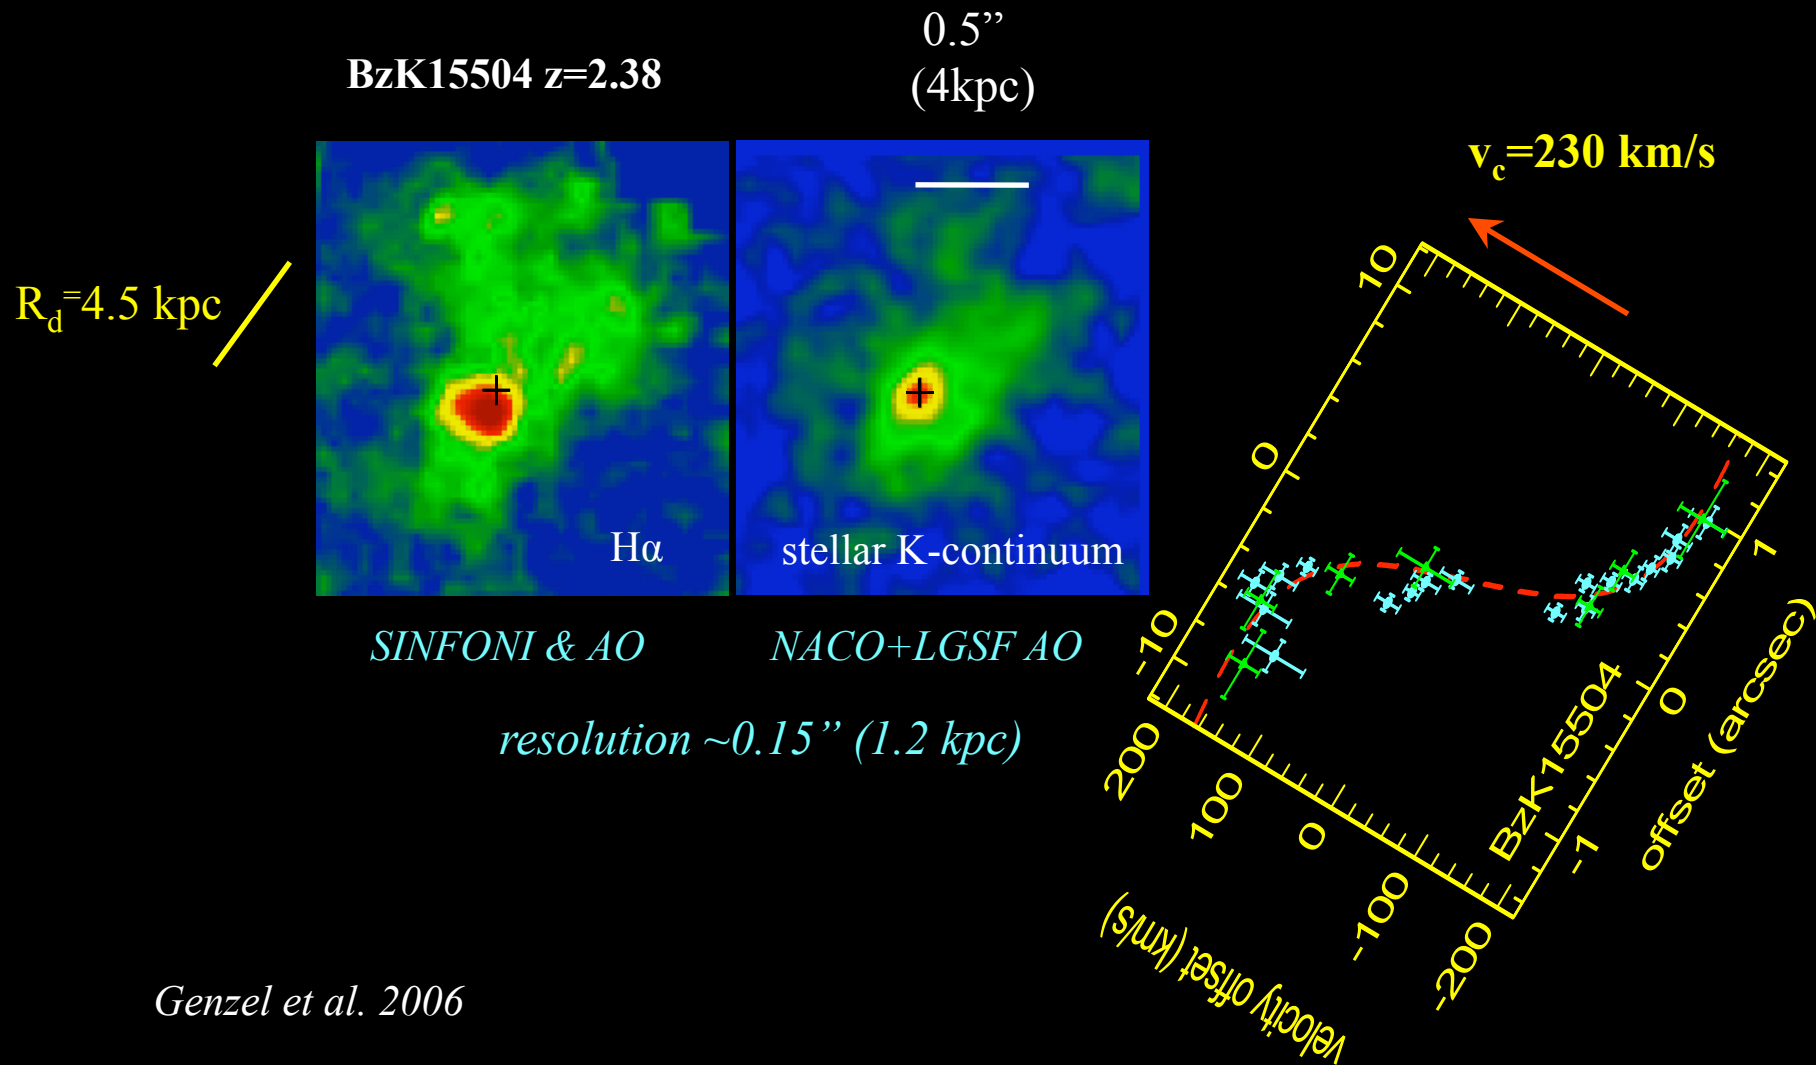 BzK15504 z=2.38
0.5”
(4kpc)
v_c=230 km/s
R_d=4.5 kpc
Hα
stellar K-continuum
SINFONI & AO
NACO+LGSF AO
resolution ~0.15” (1.2 kpc)
10
0
-10
200
100
0
-100
-200
velocity offset (km/s)
1
0
-1
offset (arcsec)
BzK15504
Genzel et al. 2006